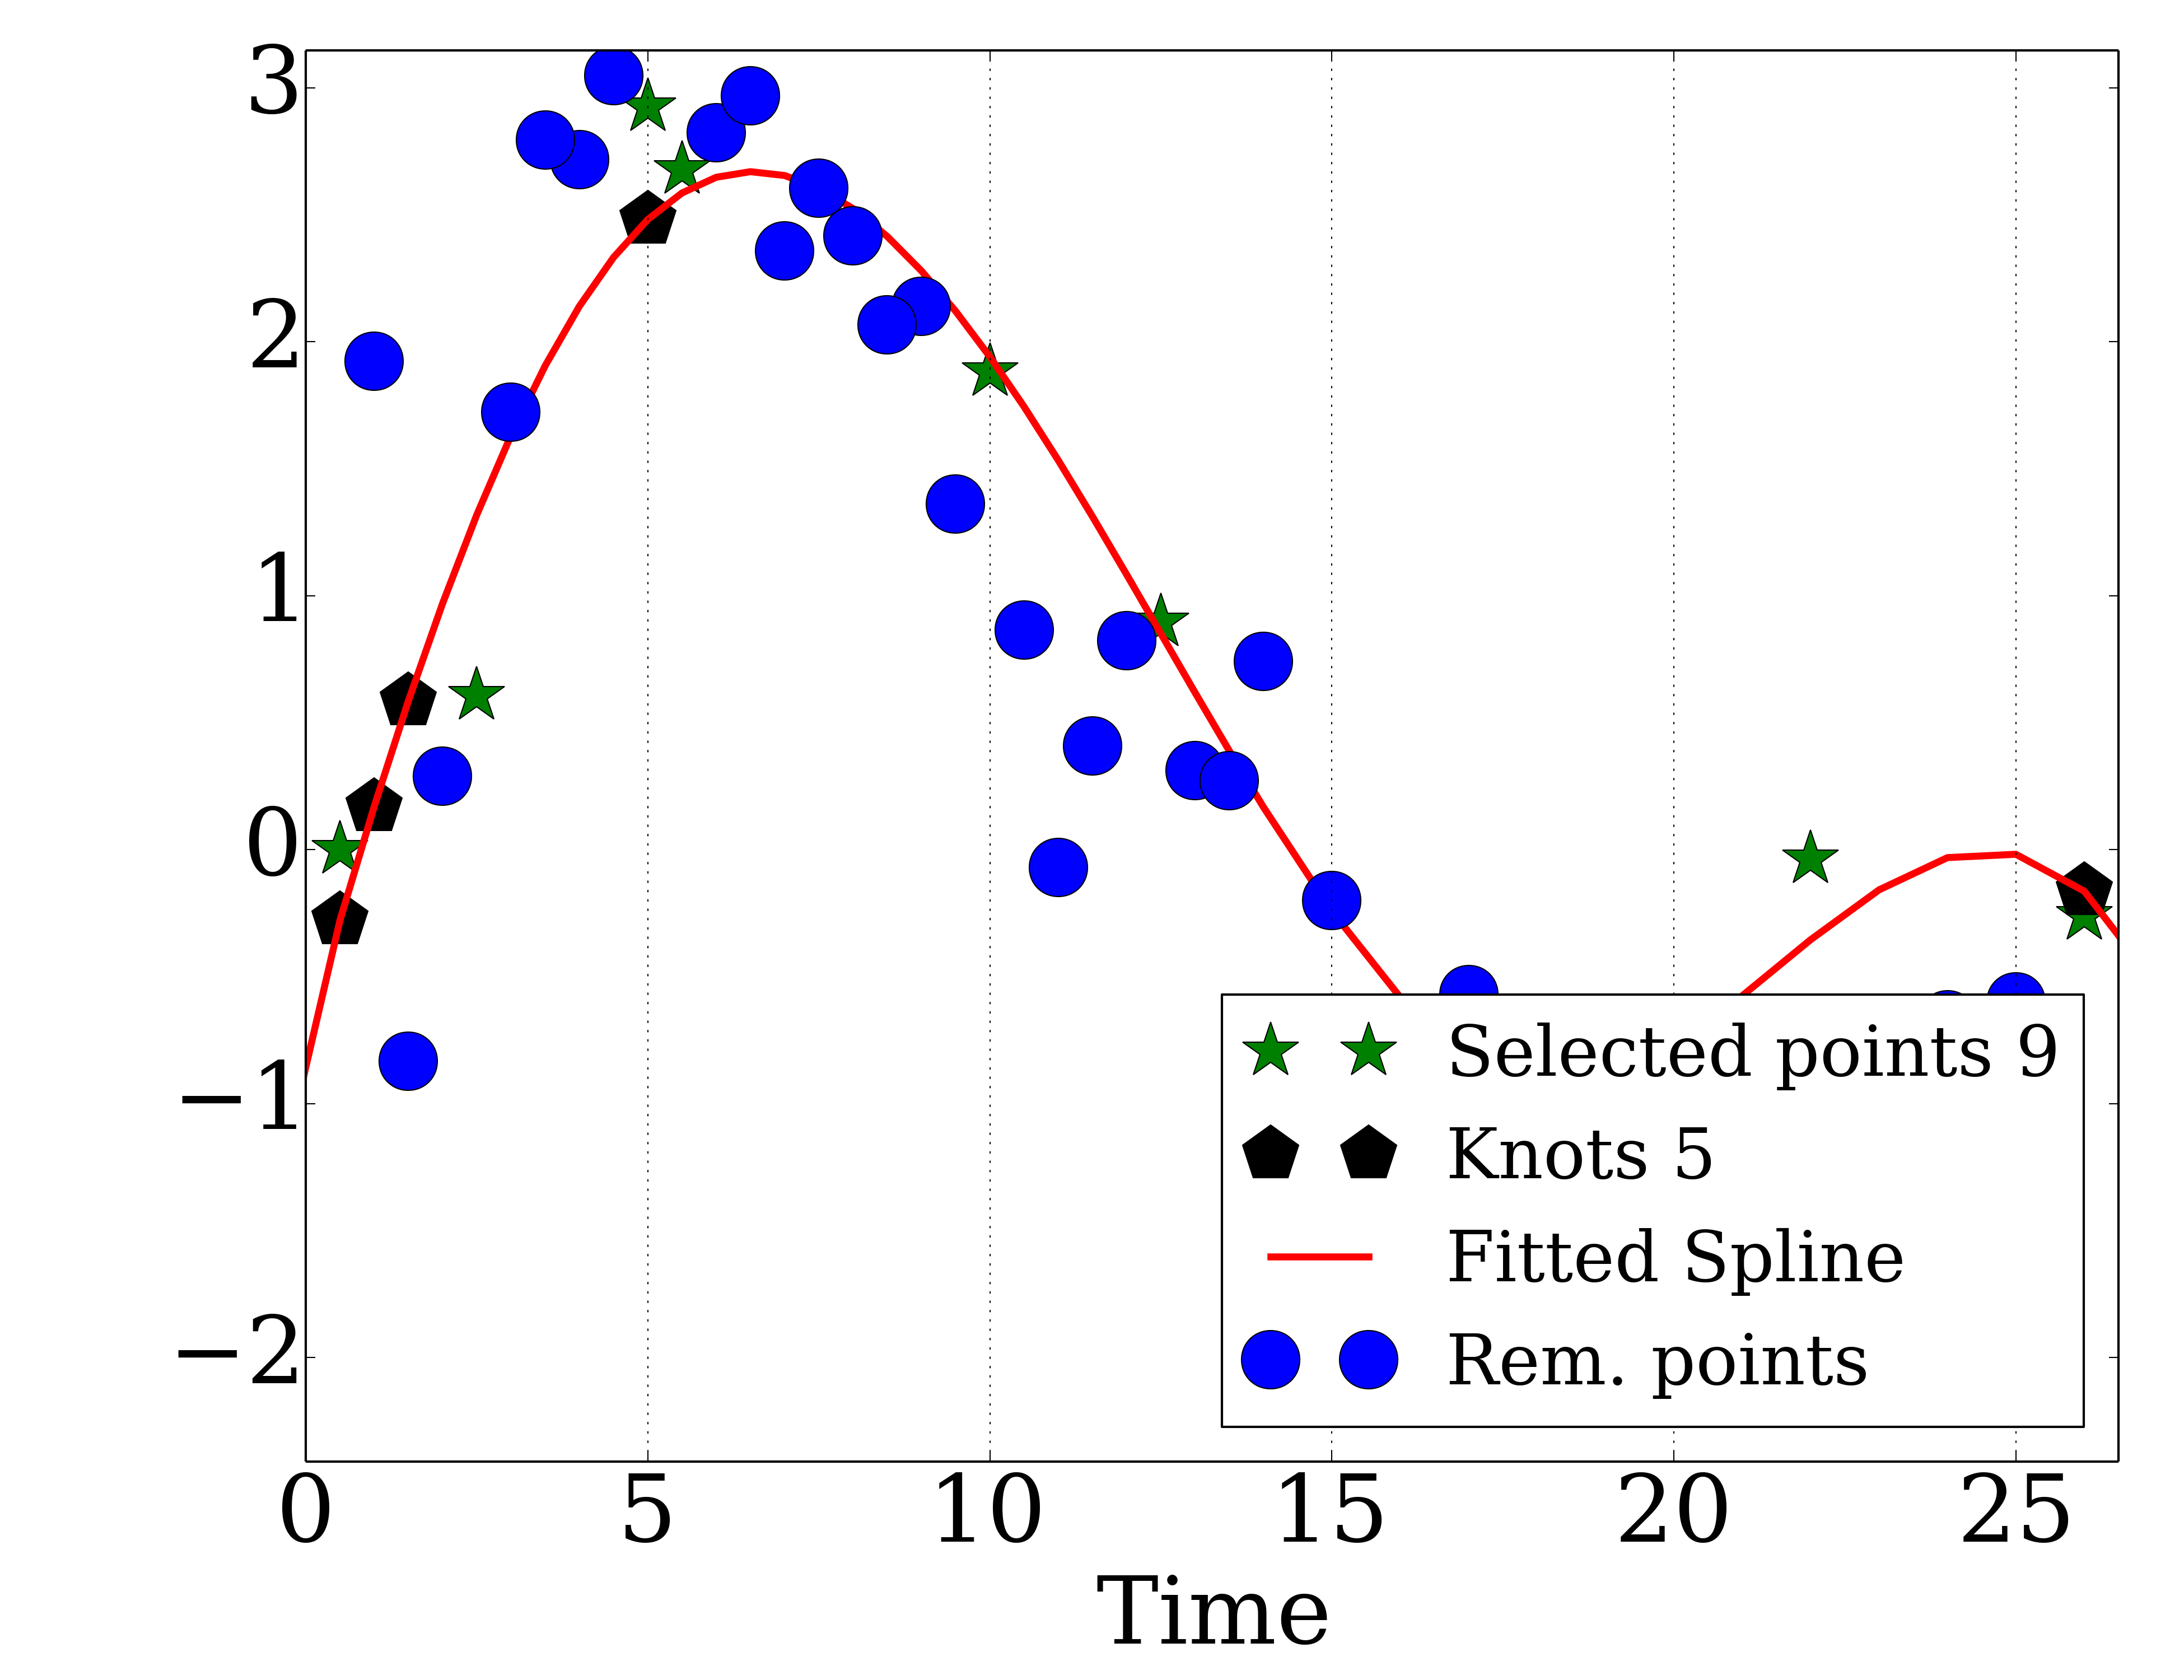 3
2
1
0
−1
−2
Selected points 9
Knots 5
Fitted Spline
Rem. points
0 5 10 15 20 25
Time